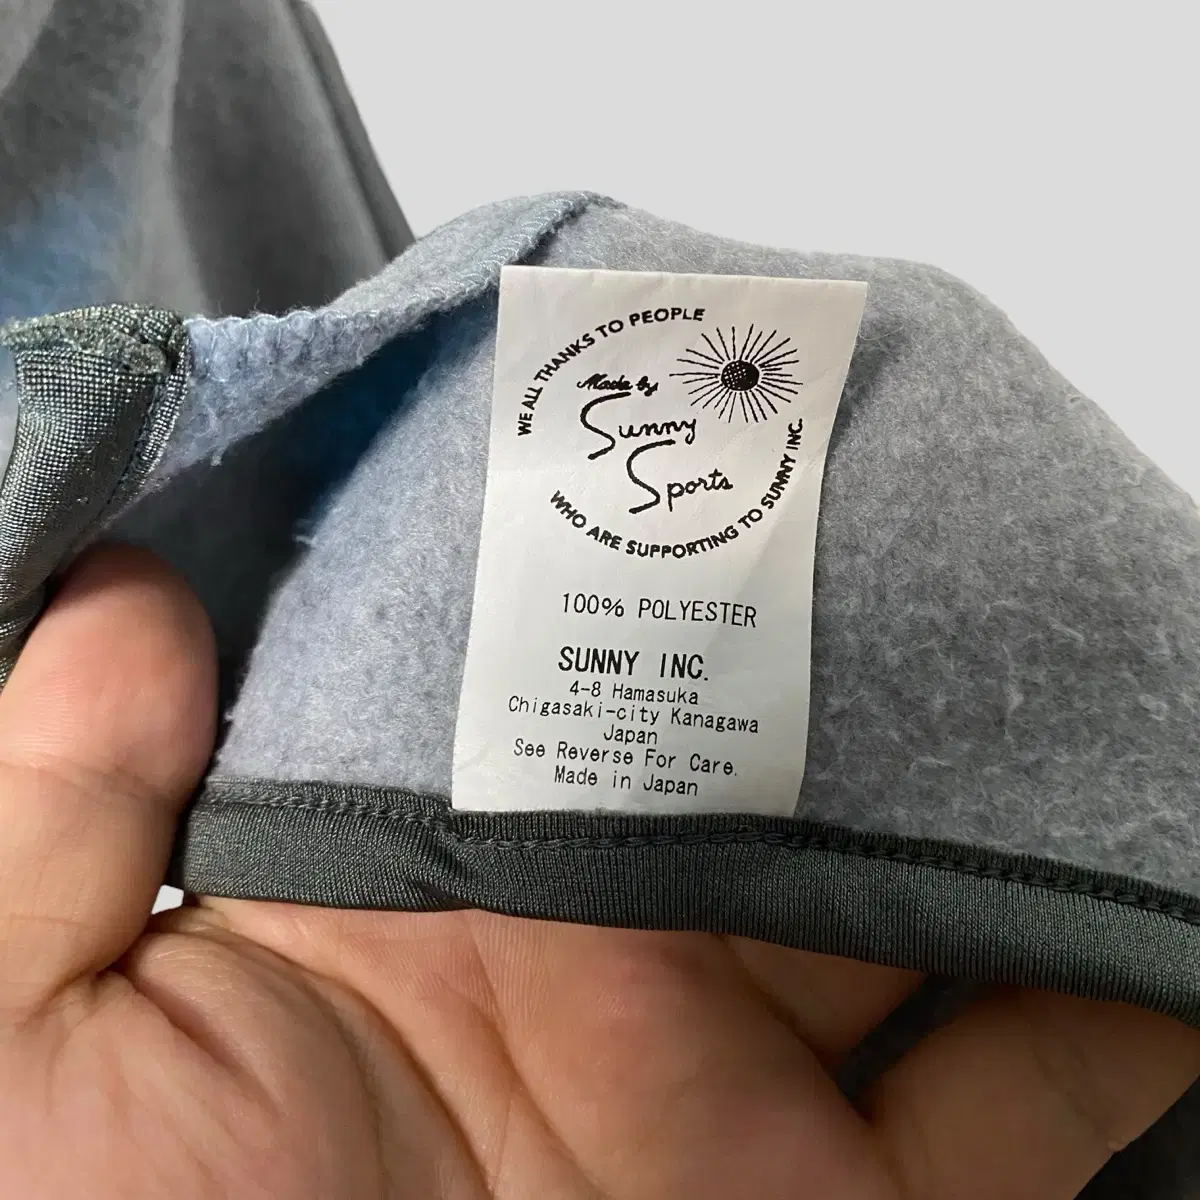 WE ALL THANKS TO PEOPLE
Made by
Sunny
Sports
WHO ARE SUPPORTING TO SUNNY INC.
100% POLYESTER
SUNNY INC.
4-8 Hamasuka
Chigasaki-city Kanagawa
Japan
See Reverse For Care.
Made in Japan